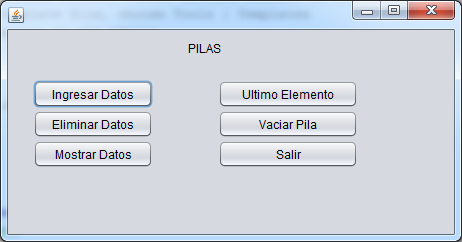 PILAS
Ingresar Datos
Ultimo Elemento
Eliminar Datos
Vaciar Pila
Mostrar Datos
Salir